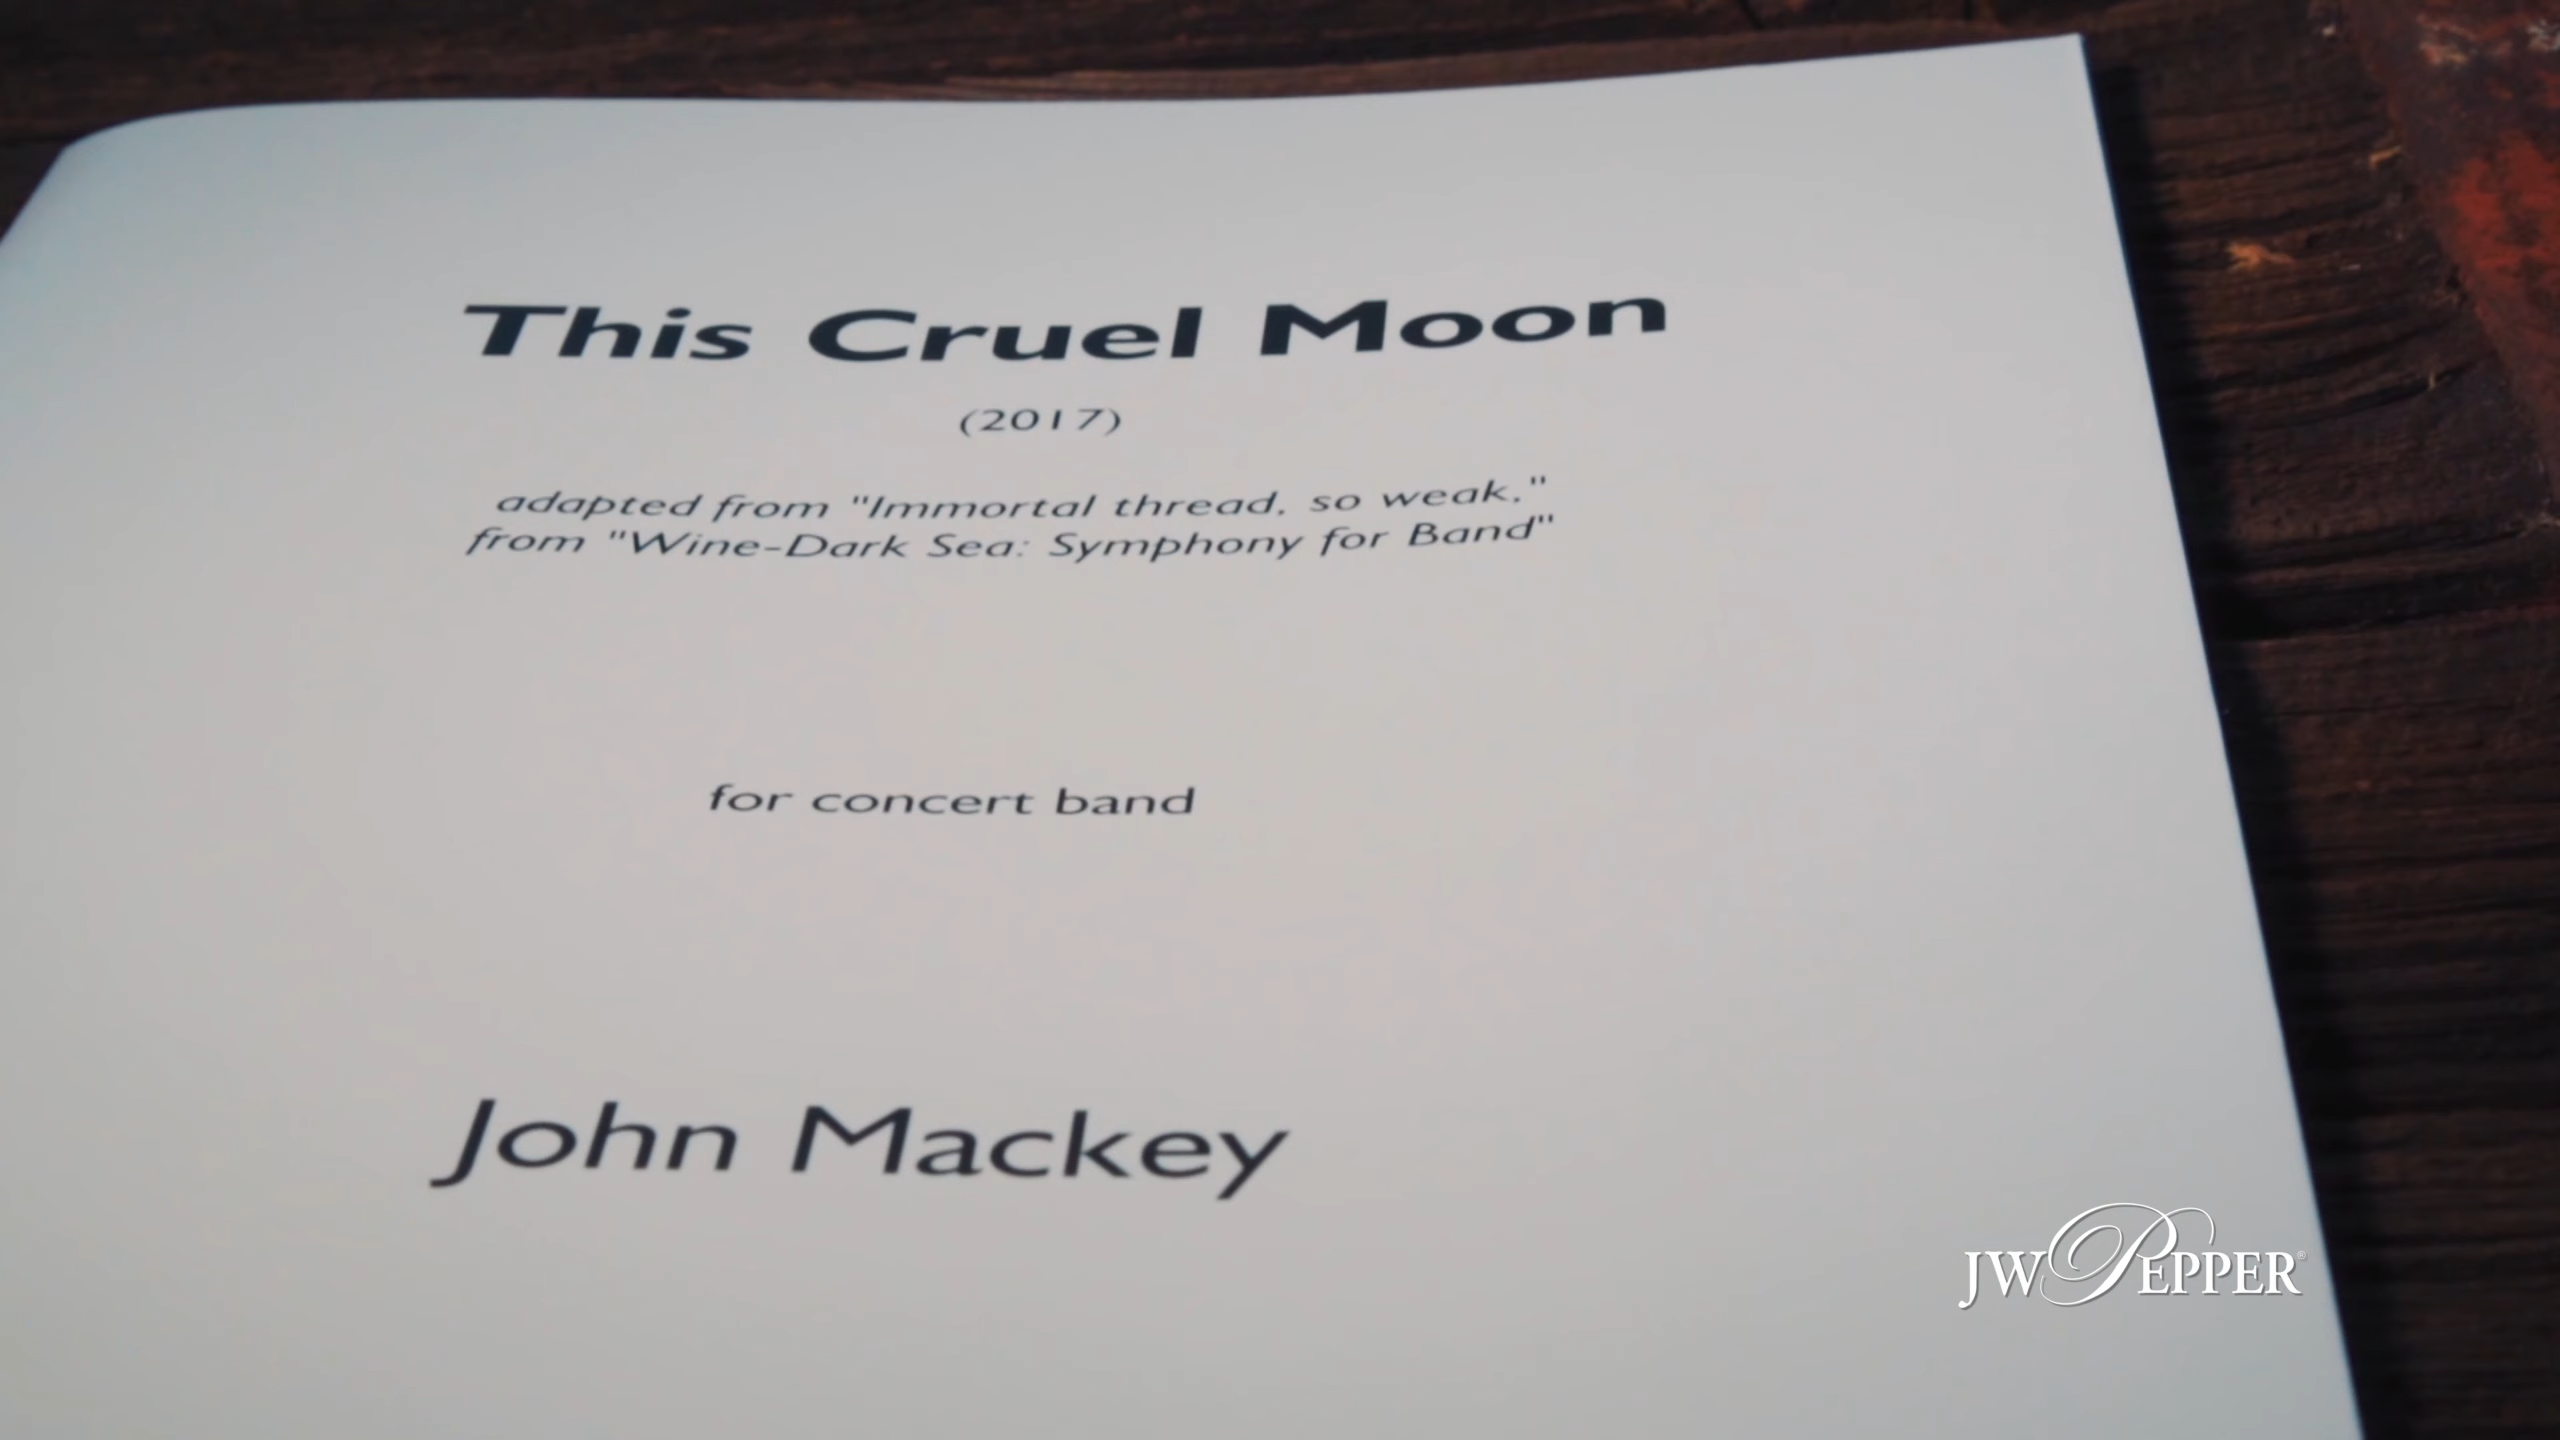 This Cruel Moon
(2017)
adapted from "Immortal thread, so weak,"
from "Wine-Dark Sea: Symphony for Band"
for concert band
John Mackey
JW PEPPER®